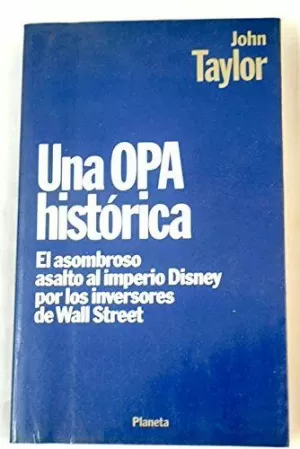 John
Taylor
Una OPA
histórica
El asombroso
asalto al imperio Disney
por los inversores
de Wall Street
Planeta